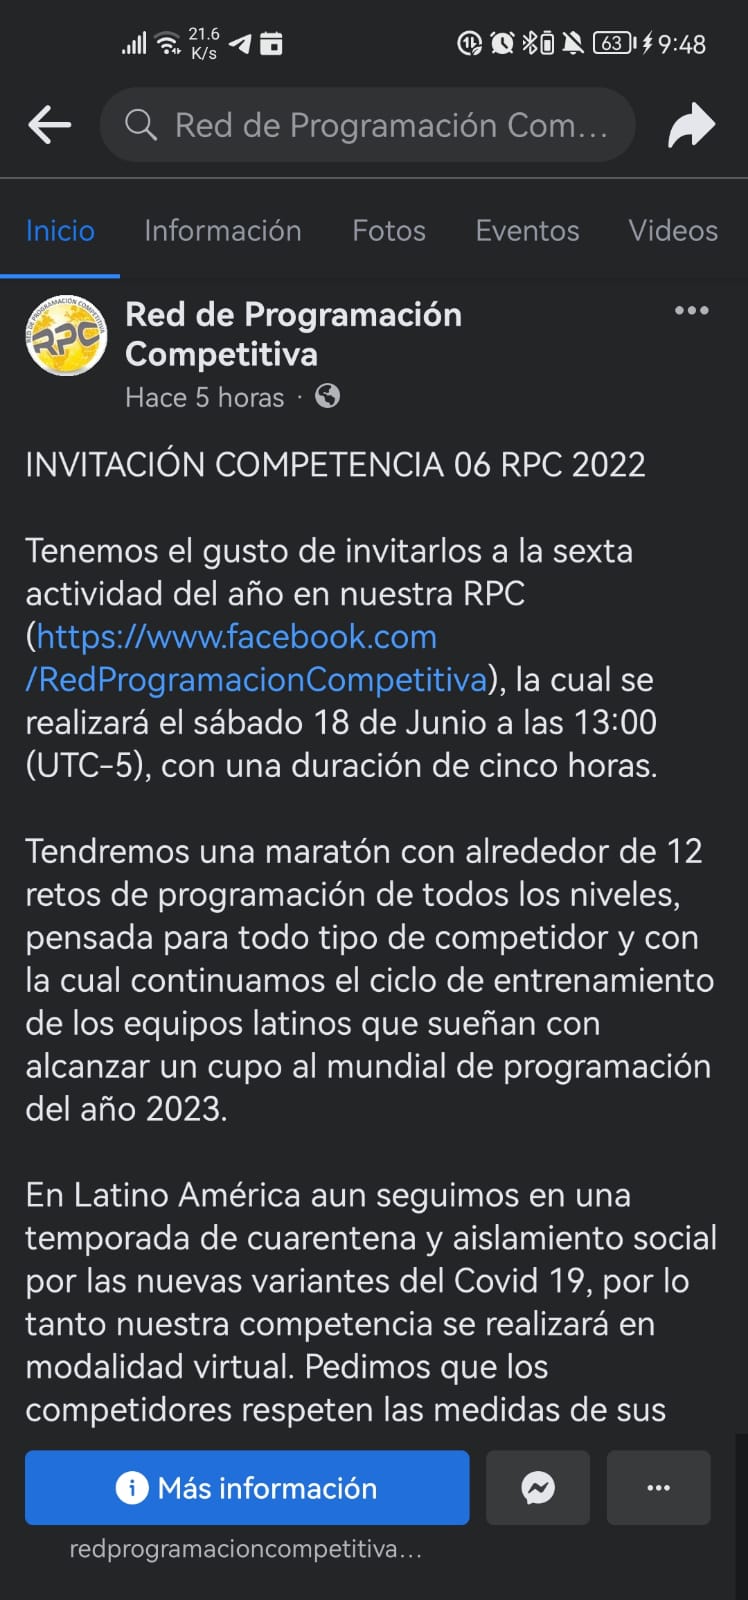 21.6
K/s
63
9:48
Red de Programación Com...
Inicio
Información
Fotos
Eventos
Videos
RED DE PROGRAMACIÓN COMPETITIVA
RPC
Red de Programación
Competitiva
Hace 5 horas ·
INVITACIÓN COMPETENCIA 06 RPC 2022
Tenemos el gusto de invitarlos a la sexta
actividad del año en nuestra RPC
(https://www.facebook.com
/RedProgramacionCompetitiva), la cual se
realizará el sábado 18 de Junio a las 13:00
(UTC-5), con una duración de cinco horas.
Tendremos una maratón con alrededor de 12
retos de programación de todos los niveles,
pensada para todo tipo de competidor y con
la cual continuamos el ciclo de entrenamiento
de los equipos latinos que sueñan con
alcanzar un cupo al mundial de programación
del año 2023.
En Latino América aun seguimos en una
temporada de cuarentena y aislamiento social
por las nuevas variantes del Covid 19, por lo
tanto nuestra competencia se realizará en
modalidad virtual. Pedimos que los
competidores respeten las medidas de sus
Más información
redprogramacioncompetitiva...